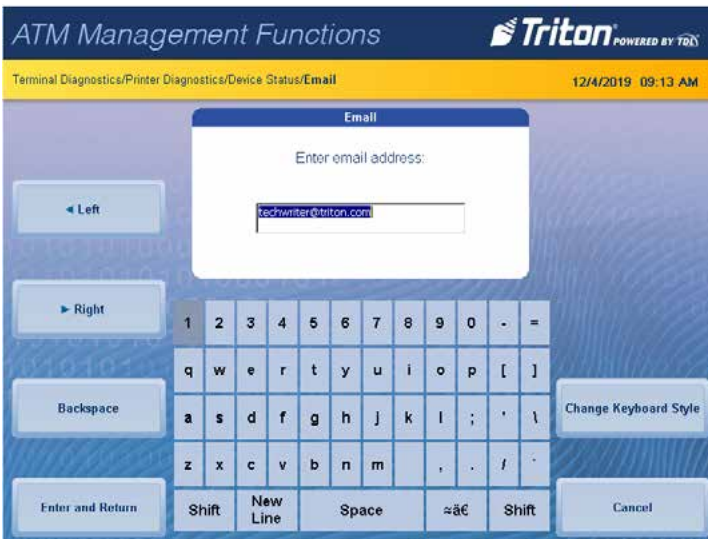 ATM Management Functions
Triton POWERED BY TDL
Terminal Diagnostics/Printer Diagnostics/Device Status/Email
12/4/2019 09:13 AM
Email
Enter email address:
techwriter@triton.com
◄ Left
► Right
Backspace
Enter and Return
1 2 3 4 5 6 7 8 9 0 - =
q w e r t y u i o p [ ]
a s d f g h j k l ; ' \
z x c v b n m , . / `
Shift New Line Space ≈ä€ Shift
Change Keyboard Style
Cancel